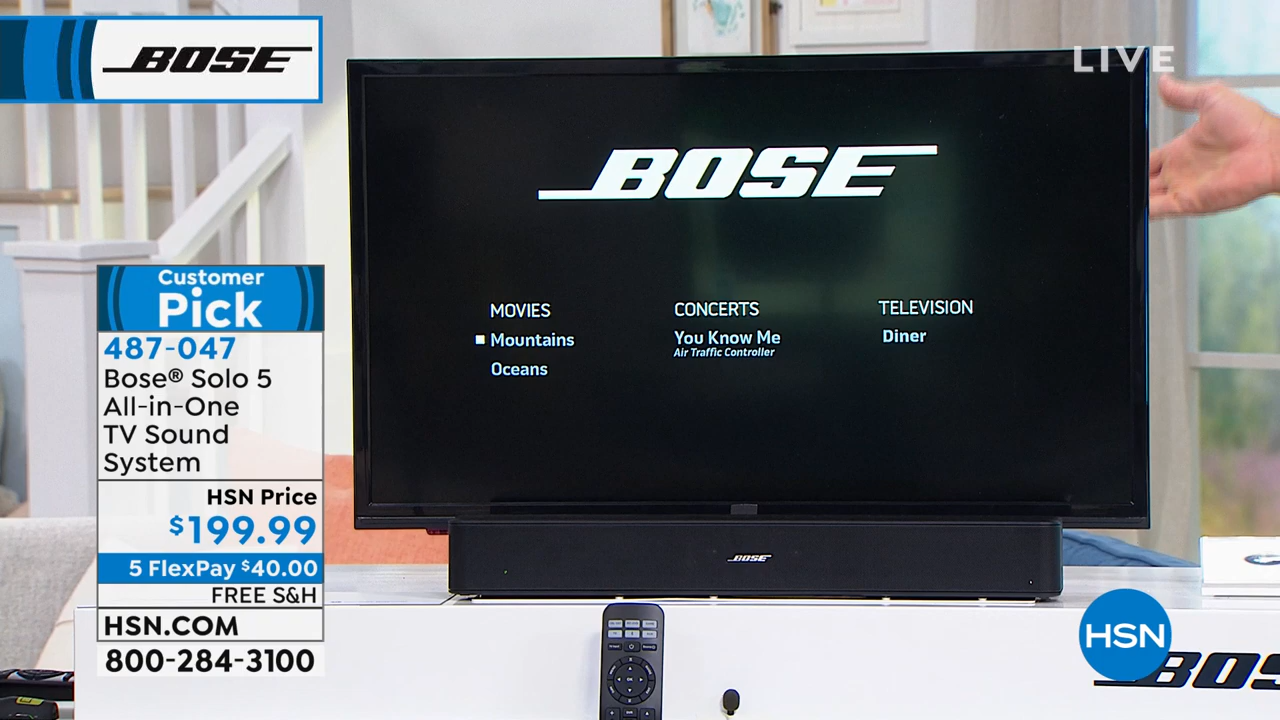 BOSE
LIVE
BOSE
MOVIES
Mountains
Oceans
CONCERTS
You Know Me
Air Traffic Controller
TELEVISION
Diner
Customer
Pick
487-047
Bose® Solo 5
All-in-One
TV Sound
System
HSN Price
$199.99
5 FlexPay $40.00
FREE S&H
HSN.COM
800-284-3100
BOSE
OK
HSN
BOS